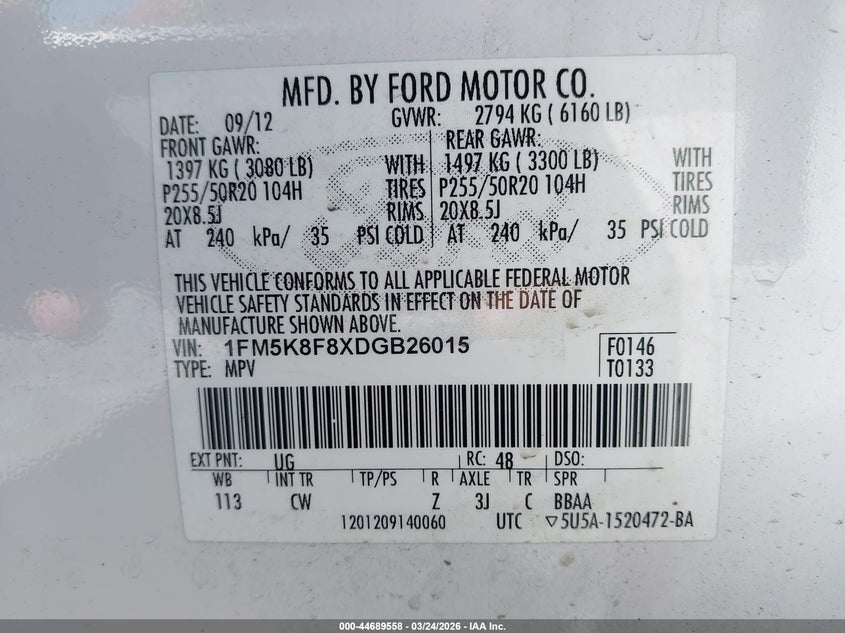 MFD. BY FORD MOTOR CO.
DATE: 09/12 GVWR: 2794 KG ( 6160 LB)
FRONT GAWR: REAR GAWR:
1397 KG ( 3080 LB) WITH 1497 KG ( 3300 LB) WITH
P255/50R20 104H TIRES P255/50R20 104H TIRES
20X8.5J RIMS 20X8.5J RIMS
AT 240 kPa/ 35 PSI COLD AT 240 kPa/ 35 PSI COLD
THIS VEHICLE CONFORMS TO ALL APPLICABLE FEDERAL MOTOR
VEHICLE SAFETY STANDARDS IN EFFECT ON THE DATE OF
MANUFACTURE SHOWN ABOVE.
VIN: 1FM5K8F8XDGB26015 F0146
TYPE: MPV T0133
EXT PNT: UG RC: 48 DSO:
WB INT TR TP/PS R AXLE TR SPR
113 CW Z 3J C BBAA
1201209140060 UTC ▽5U5A-1520472-BA
000-44689558 - 03/24/2026 - IAA Inc.